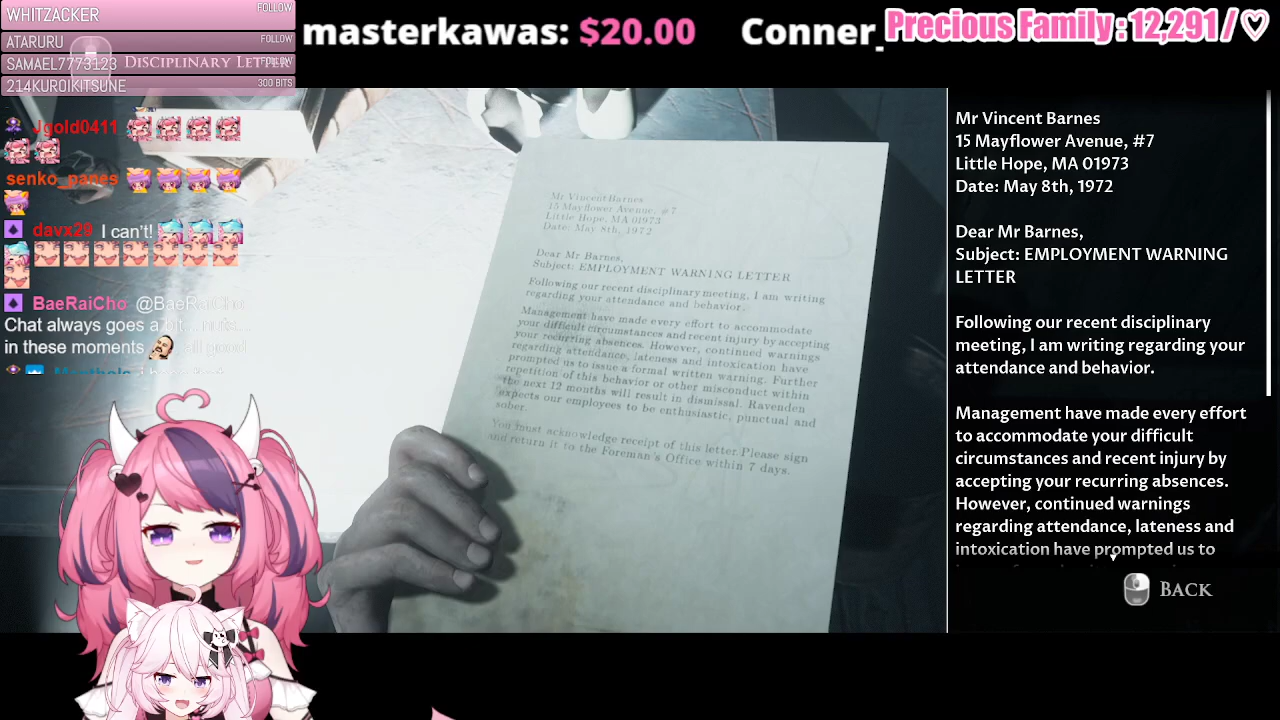 WHITZACKER FOLLOW
ATARURU FOLLOW
SAMAEL7773123 FOLLOW
DISCIPLINARY LETTER
214KUROIKITSUNE 300 BITS
masterkawas: $20.00 Conner_
Precious Family : 12,291 / ♡
Jgold0411
senko_panes
davx29 I can't!
BaeRaiCho @BaeRaiCho
Chat always goes a bit... nuts...
in these moments all good
Mr Vincent Barnes
15 Mayflower Avenue, #7
Little Hope, MA 01973
Date: May 8th, 1972
Dear Mr Barnes,
Subject: EMPLOYMENT WARNING LETTER
Following our recent disciplinary meeting, I am writing
regarding your attendance and behavior.
Management have made every effort to accommodate
your difficult circumstances and recent injury by accepting
your recurring absences. However, continued warnings
regarding attendance, lateness and intoxication have
prompted us to issue a formal written warning. Further
repetition of this behavior or other misconduct within
the next 12 months will result in dismissal. Ravenden
expects our employees to be enthusiastic, punctual and
sober.
You must acknowledge receipt of this letter. Please sign
and return it to the Foreman's Office within 7 days.
Mr Vincent Barnes
15 Mayflower Avenue, #7
Little Hope, MA 01973
Date: May 8th, 1972
Dear Mr Barnes,
Subject: EMPLOYMENT WARNING
LETTER
Following our recent disciplinary
meeting, I am writing regarding your
attendance and behavior.
Management have made every effort
to accommodate your difficult
circumstances and recent injury by
accepting your recurring absences.
However, continued warnings
regarding attendance, lateness and
intoxication have prompted us to
BACK